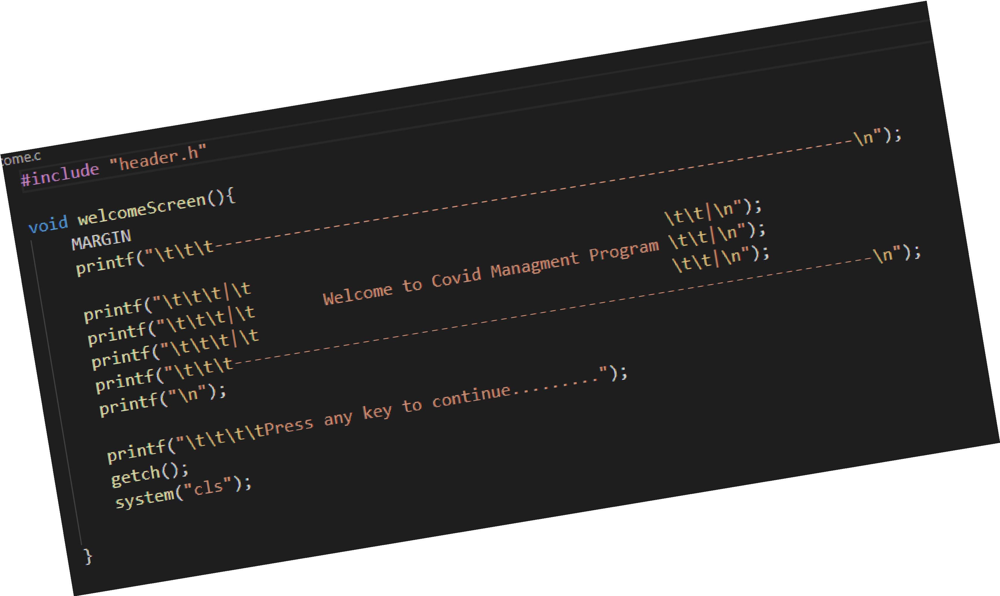 come.c
#include "header.h"
void welcomeScreen(){
    MARGIN
    printf("\t\t\t-----------------------------------------------------------------\n");
    printf("\t\t\t|\t                                          \t\t|\n");
    printf("\t\t\t|\t       Welcome to Covid Managment Program \t\t|\n");
    printf("\t\t\t|\t                                          \t\t|\n");
    printf("\t\t\t-----------------------------------------------------------------\n");
    printf("\n");
    printf("\t\t\t\tPress any key to continue.........");
    getch();
    system("cls");
}